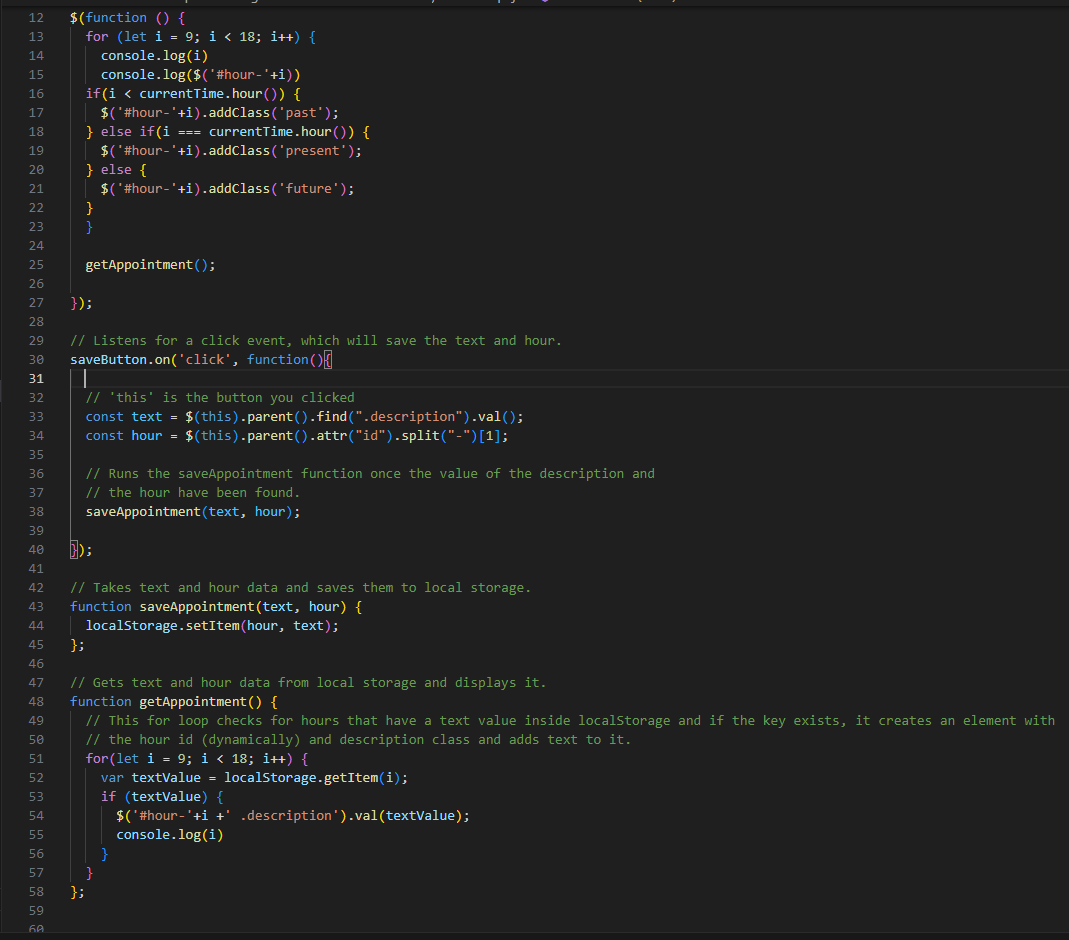 12 $(function () {
13   for (let i = 9; i < 18; i++) {
14     console.log(i)
15     console.log($('#hour-'+i))
16   if(i < currentTime.hour()) {
17     $('#hour-'+i).addClass('past');
18   } else if(i === currentTime.hour()) {
19     $('#hour-'+i).addClass('present');
20   } else {
21     $('#hour-'+i).addClass('future');
22   }
23   }
24
25   getAppointment();
26
27 });
28
29 // Listens for a click event, which will save the text and hour.
30 saveButton.on('click', function(){
31
32   // 'this' is the button you clicked
33   const text = $(this).parent().find(".description").val();
34   const hour = $(this).parent().attr("id").split("-")[1];
35
36   // Runs the saveAppointment function once the value of the description and
37   // the hour have been found.
38   saveAppointment(text, hour);
39
40 });
41
42 // Takes text and hour data and saves them to local storage.
43 function saveAppointment(text, hour) {
44   localStorage.setItem(hour, text);
45 };
46
47 // Gets text and hour data from local storage and displays it.
48 function getAppointment() {
49   // This for loop checks for hours that have a text value inside localStorage and if the key exists, it creates an element with
50   // the hour id (dynamically) and description class and adds text to it.
51   for(let i = 9; i < 18; i++) {
52     var textValue = localStorage.getItem(i);
53     if (textValue) {
54       $('#hour-'+i +' .description').val(textValue);
55       console.log(i)
56     }
57   }
58 };
59
60